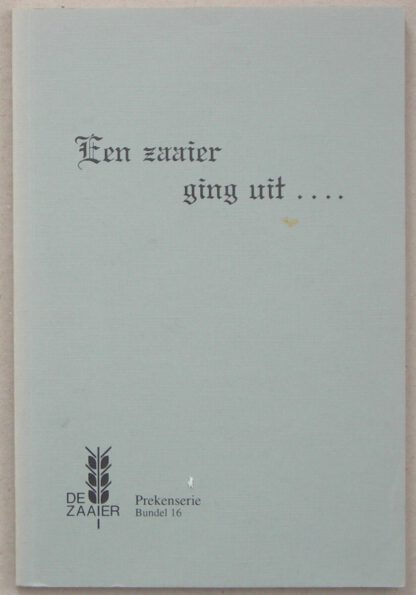 Een zaaier
ging uit ....
DE
ZAAIER
Prekenserie
Bundel 16